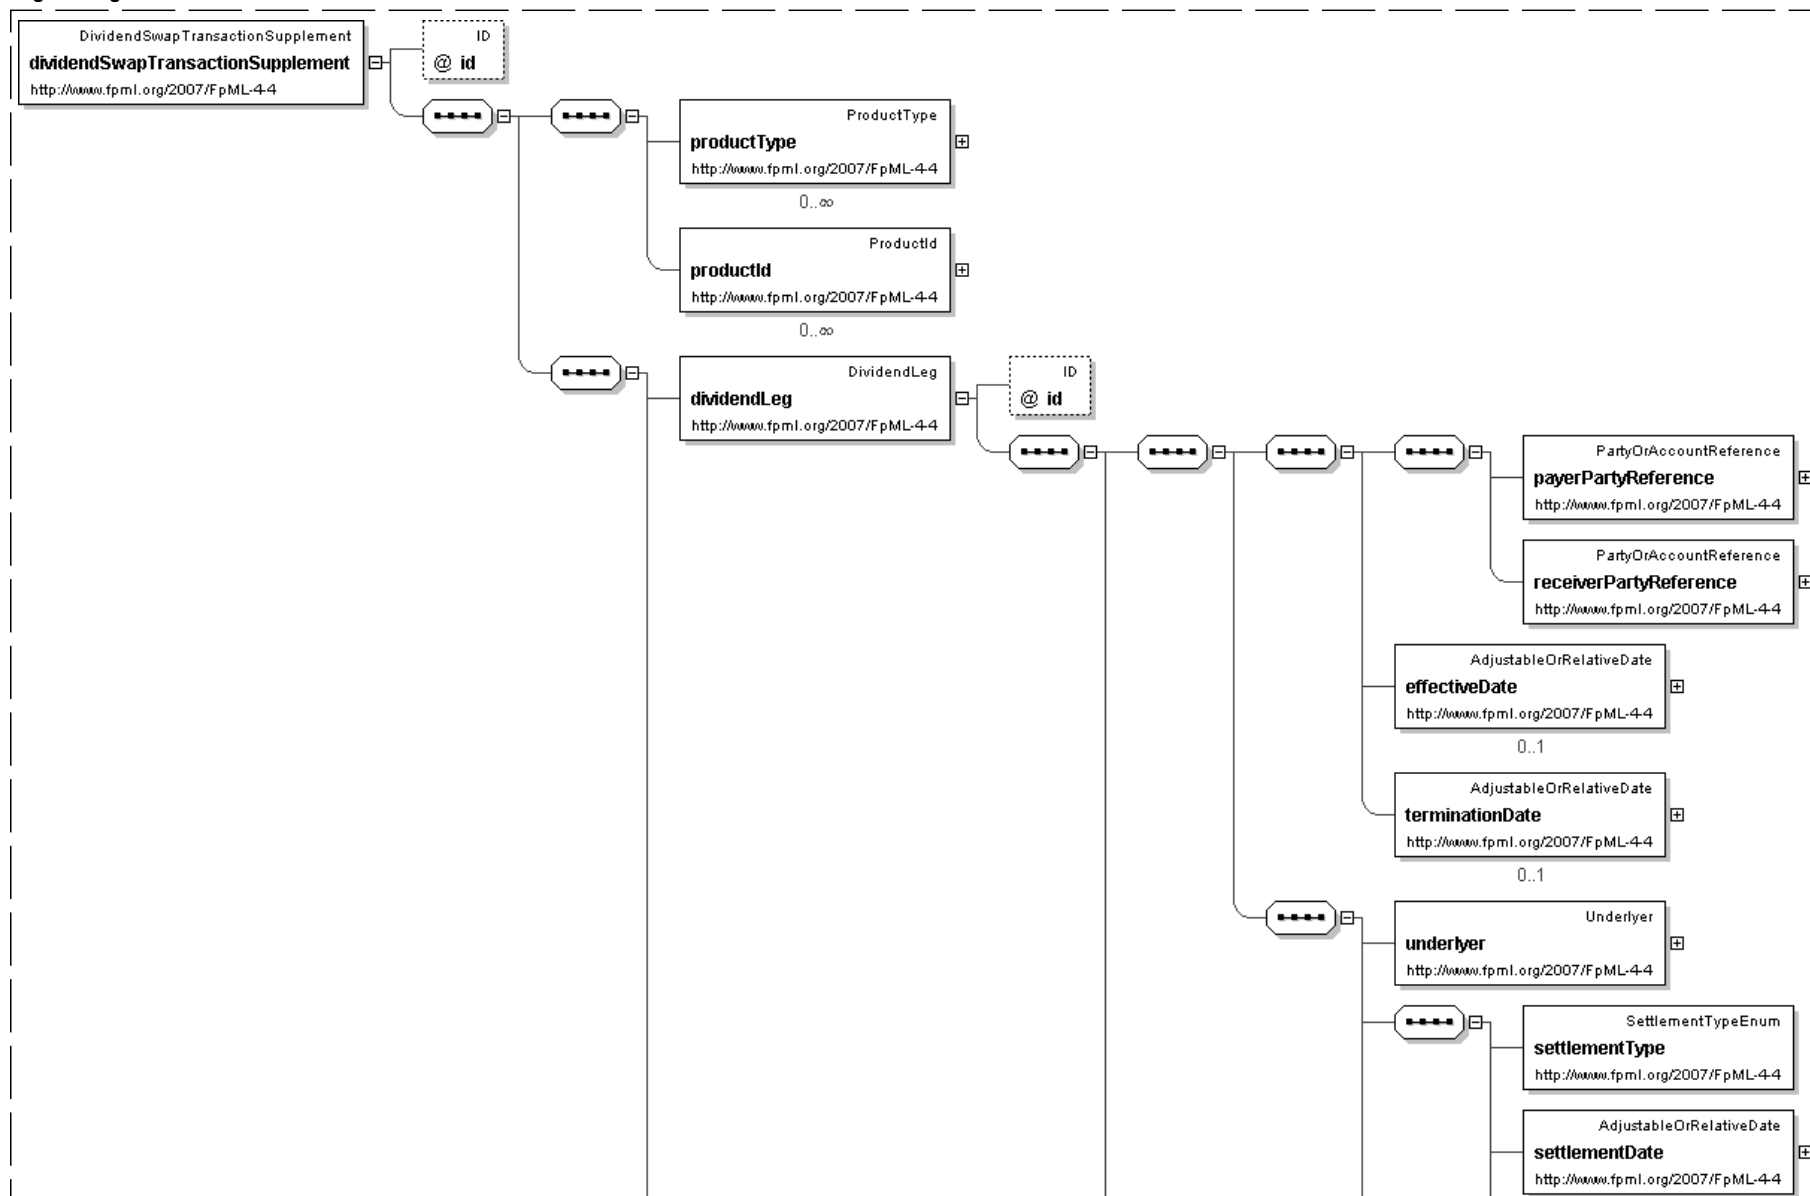 DividendSwapTransactionSupplement
dividendSwapTransactionSupplement
http://www.fpml.org/2007/FpML-4-4
ID
@ id
ProductType
productType
http://www.fpml.org/2007/FpML-4-4
0..∞
ProductId
productId
http://www.fpml.org/2007/FpML-4-4
0..∞
DividendLeg
dividendLeg
http://www.fpml.org/2007/FpML-4-4
ID
@ id
PartyOrAccountReference
payerPartyReference
http://www.fpml.org/2007/FpML-4-4
PartyOrAccountReference
receiverPartyReference
http://www.fpml.org/2007/FpML-4-4
AdjustableOrRelativeDate
effectiveDate
http://www.fpml.org/2007/FpML-4-4
0..1
AdjustableOrRelativeDate
terminationDate
http://www.fpml.org/2007/FpML-4-4
0..1
Underlyer
underlyer
http://www.fpml.org/2007/FpML-4-4
SettlementTypeEnum
settlementType
http://www.fpml.org/2007/FpML-4-4
AdjustableOrRelativeDate
settlementDate
http://www.fpml.org/2007/FpML-4-4